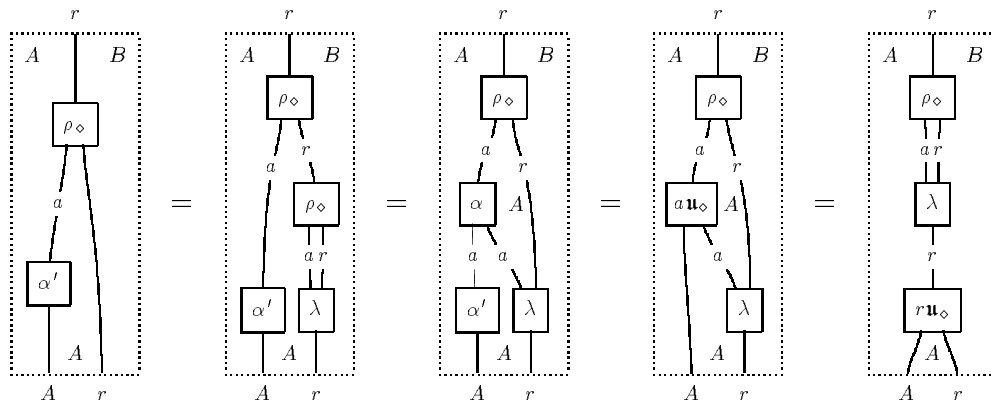 r r r r r
A B A B A B A B A B
ρ⋄ ρ⋄ ρ⋄ ρ⋄
ρ⋄
a r a a a r
a r r
a = ρ⋄ = α A = a𝖚⋄ A = λ
a r a a a r
α′
α′ λ α′ λ λ r𝖚⋄
A A A A A
A r A r A r A r A r